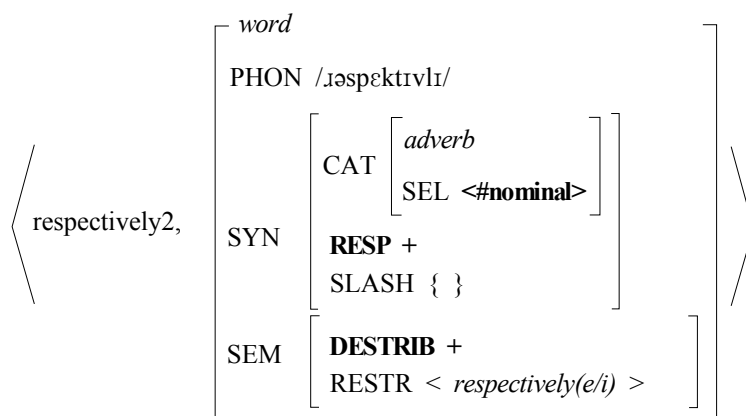 word
PHON /ɹəspɛktɪvlɪ/
adverb
CAT
SEL <#nominal>
respectively2,
SYN
RESP +
SLASH { }
DESTRIB +
SEM
RESTR < respectively(e/i) >